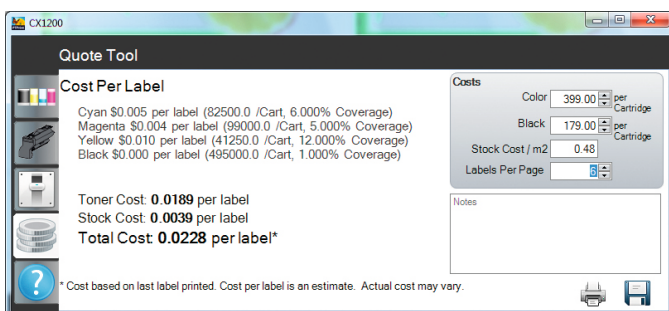 CX1200
Quote Tool
Cost Per Label
Cyan $0.005 per label (82500.0 /Cart, 6.000% Coverage)
Magenta $0.004 per label (99000.0 /Cart, 5.000% Coverage)
Yellow $0.010 per label (41250.0 /Cart, 12.000% Coverage)
Black $0.000 per label (495000.0 /Cart, 1.000% Coverage)
Toner Cost: 0.0189 per label
Stock Cost: 0.0039 per label
Total Cost: 0.0228 per label*
Costs
Color 399.00 per Cartridge
Black 179.00 per Cartridge
Stock Cost / m2 0.48
Labels Per Page 6
Notes
?
* Cost based on last label printed. Cost per label is an estimate. Actual cost may vary.